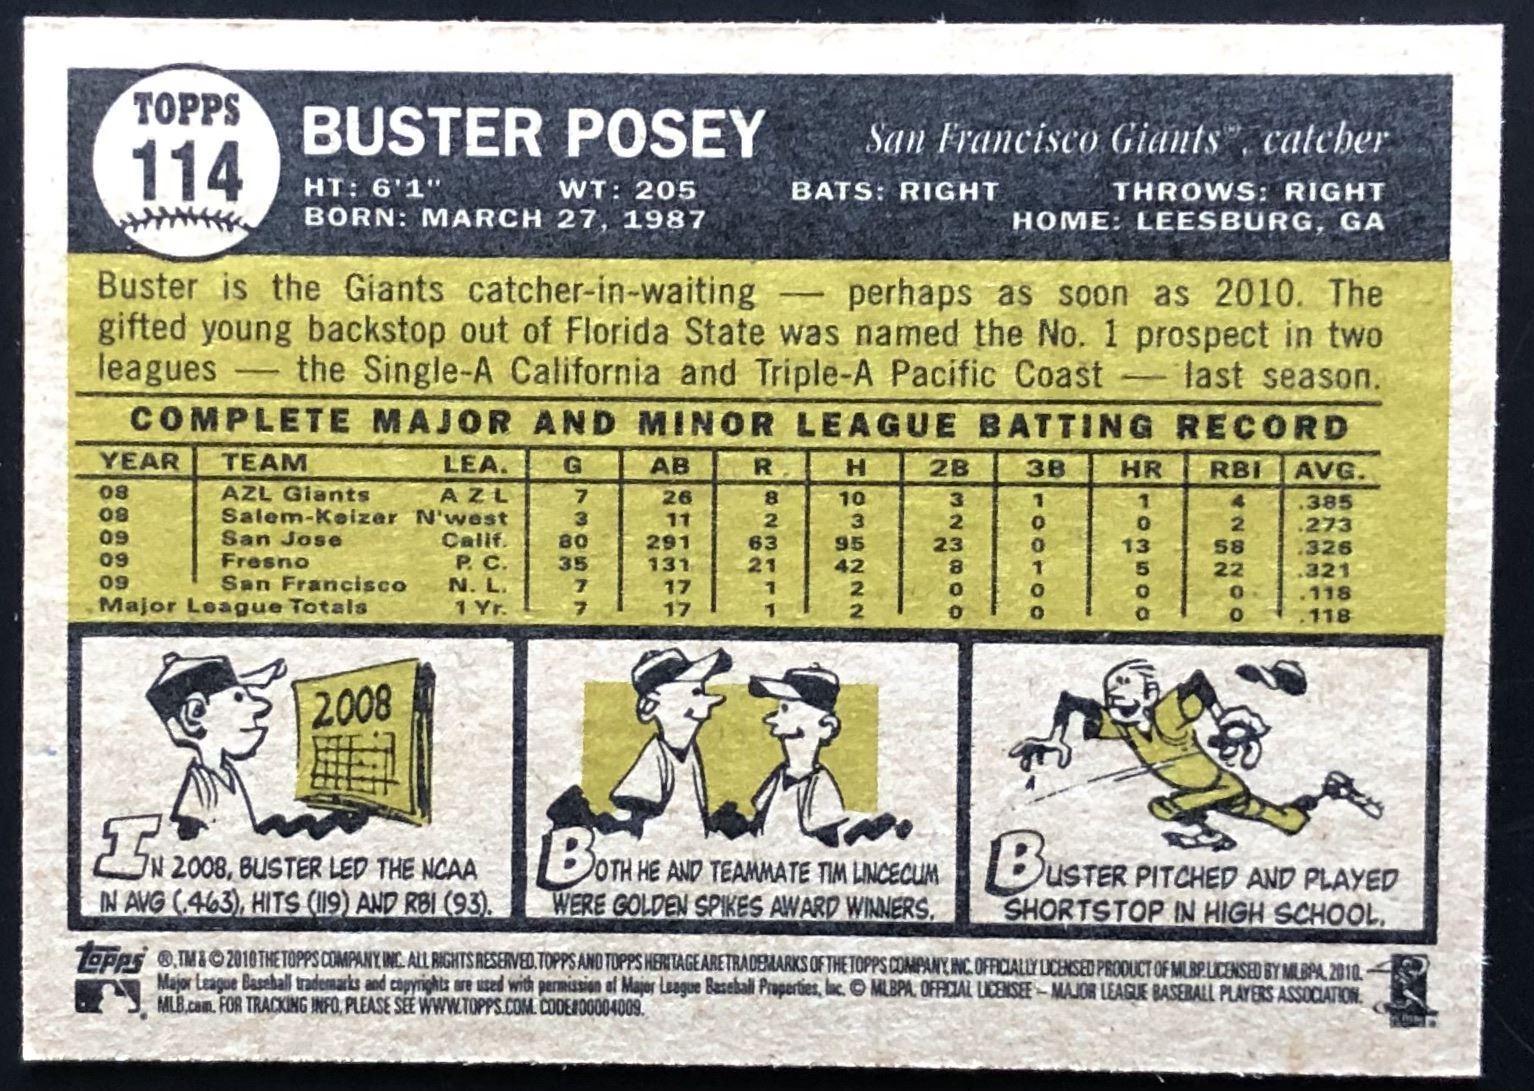 TOPPS
114
BUSTER POSEY
San Francisco Giants™, catcher
HT: 6'1" WT: 205 BATS: RIGHT THROWS: RIGHT
BORN: MARCH 27, 1987 HOME: LEESBURG, GA
Buster is the Giants catcher-in-waiting — perhaps as soon as 2010. The
gifted young backstop out of Florida State was named the No. 1 prospect in two
leagues — the Single-A California and Triple-A Pacific Coast — last season.
COMPLETE MAJOR AND MINOR LEAGUE BATTING RECORD
YEAR TEAM LEA. G AB R H 2B 3B HR RBI AVG.
08 AZL Giants A Z L 7 26 8 10 3 1 1 4 .385
08 Salem-Keizer N'west 3 11 2 3 2 0 0 2 .273
09 San Jose Calif. 80 291 63 95 23 0 13 58 .326
09 Fresno P. C. 35 131 21 42 8 1 5 22 .321
09 San Francisco N. L. 7 17 1 2 0 0 0 0 .118
Major League Totals 1 Yr. 7 17 1 2 0 0 0 0 .118
2008
IN 2008, BUSTER LED THE NCAA
IN AVG (.463), HITS (119) AND RBI (93).
BOTH HE AND TEAMMATE TIM LINCECUM
WERE GOLDEN SPIKES AWARD WINNERS.
BUSTER PITCHED AND PLAYED
SHORTSTOP IN HIGH SCHOOL.
Topps ®, TM & © 2010 THE TOPPS COMPANY, INC. ALL RIGHTS RESERVED. TOPPS AND TOPPS HERITAGE ARE TRADEMARKS OF THE TOPPS COMPANY, INC. OFFICIALLY LICENSED PRODUCT OF MLBP. LICENSED BY MLBPA, 2010.
Major League Baseball trademarks and copyrights are used with permission of Major League Baseball Properties, Inc. © MLBPA. OFFICIAL LICENSEE – MAJOR LEAGUE BASEBALL PLAYERS ASSOCIATION.
MLB.com. FOR TRACKING INFO, PLEASE SEE WWW.TOPPS.COM. CODE#00004009.